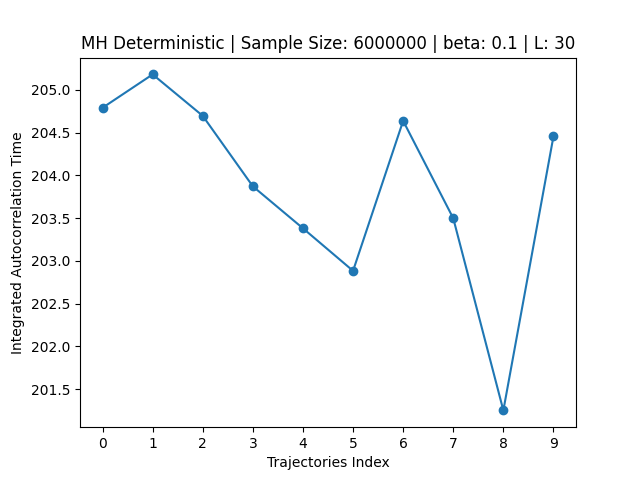 MH Deterministic | Sample Size: 6000000 | beta: 0.1 | L: 30
Integrated Autocorrelation Time
205.0
204.5
204.0
203.5
203.0
202.5
202.0
201.5
0 1 2 3 4 5 6 7 8 9
Trajectories Index